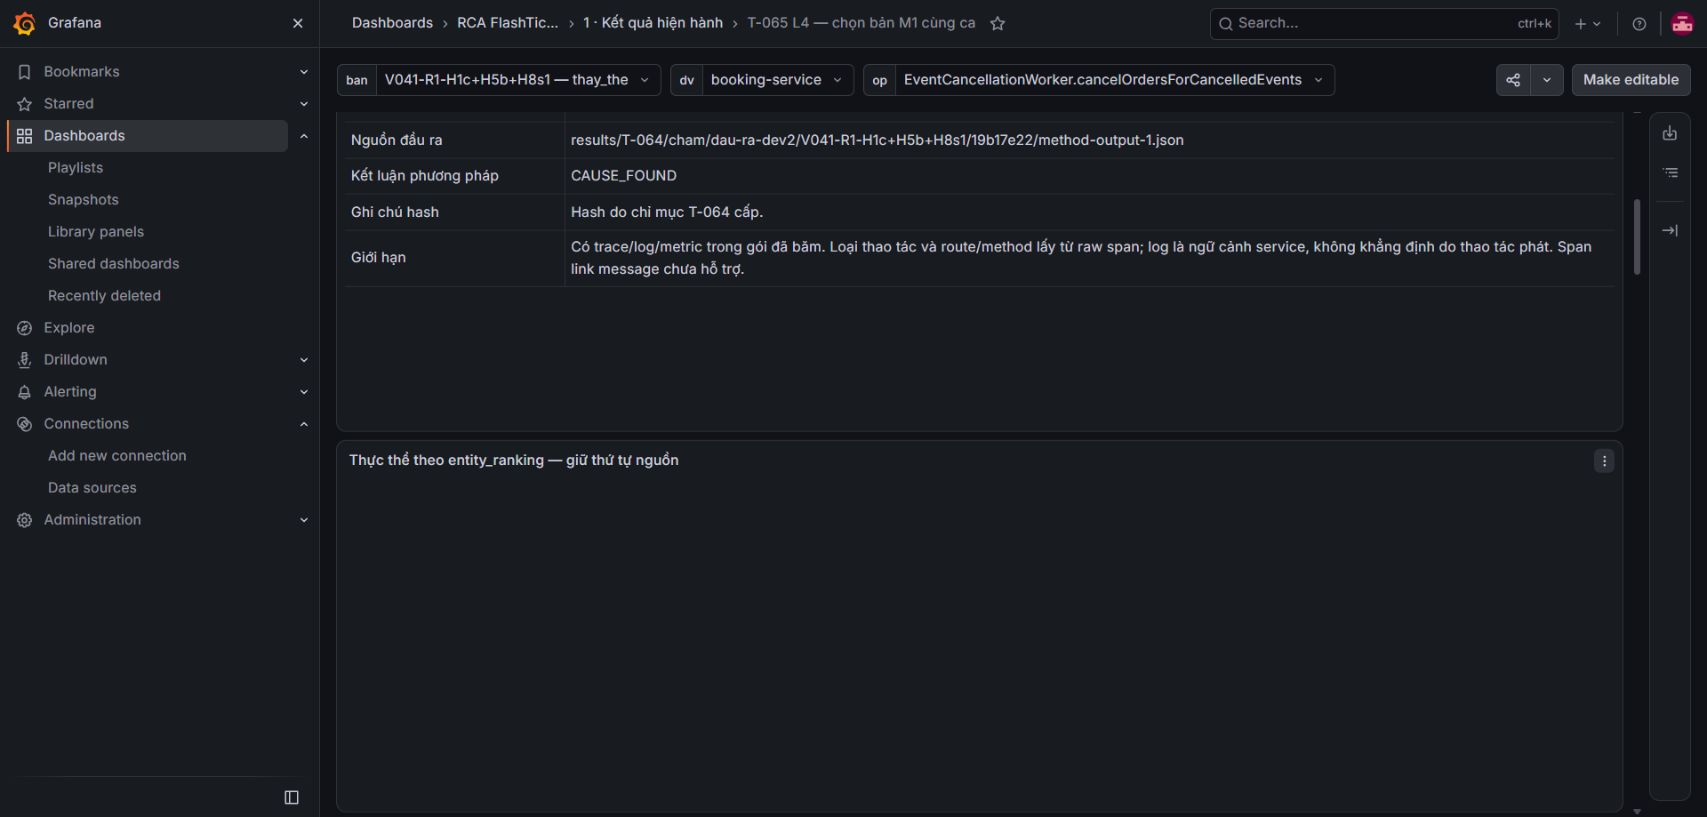 Grafana
Dashboards › RCA FlashTic... › 1 · Kết quả hiện hành › T-065 L4 — chọn bản M1 cùng ca
Search...
ctrl+k
Bookmarks
Starred
Dashboards
Playlists
Snapshots
Library panels
Shared dashboards
Recently deleted
Explore
Drilldown
Alerting
Connections
Add new connection
Data sources
Administration
ban V041-R1-H1c+H5b+H8s1 — thay_the
dv booking-service
op EventCancellationWorker.cancelOrdersForCancelledEvents
Make editable
Nguồn đầu ra results/T-064/cham/dau-ra-dev2/V041-R1-H1c+H5b+H8s1/19b17e22/method-output-1.json
Kết luận phương pháp CAUSE_FOUND
Ghi chú hash Hash do chỉ mục T-064 cấp.
Giới hạn Có trace/log/metric trong gói đã băm. Loại thao tác và route/method lấy từ raw span; log là ngữ cảnh service, không khẳng định do thao tác phát. Span
link message chưa hỗ trợ.
Thực thể theo entity_ranking — giữ thứ tự nguồn